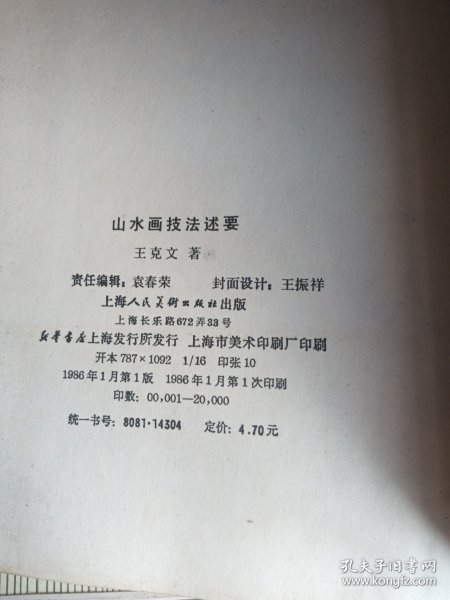 山水画技法述要
王克文 著
责任编辑：袁春荣 封面设计：王振祥
上海人民美術出版社出版
上海长乐路672弄33号
新华书店上海发行所发行 上海市美术印刷厂印刷
开本 787×1092 1/16 印张 10
1986年1月第1版 1986年1月第1次印刷
印数：00,001—20,000
统一书号：8081·14304 定价：4.70元
孔夫子旧书网
www.kongfz.com